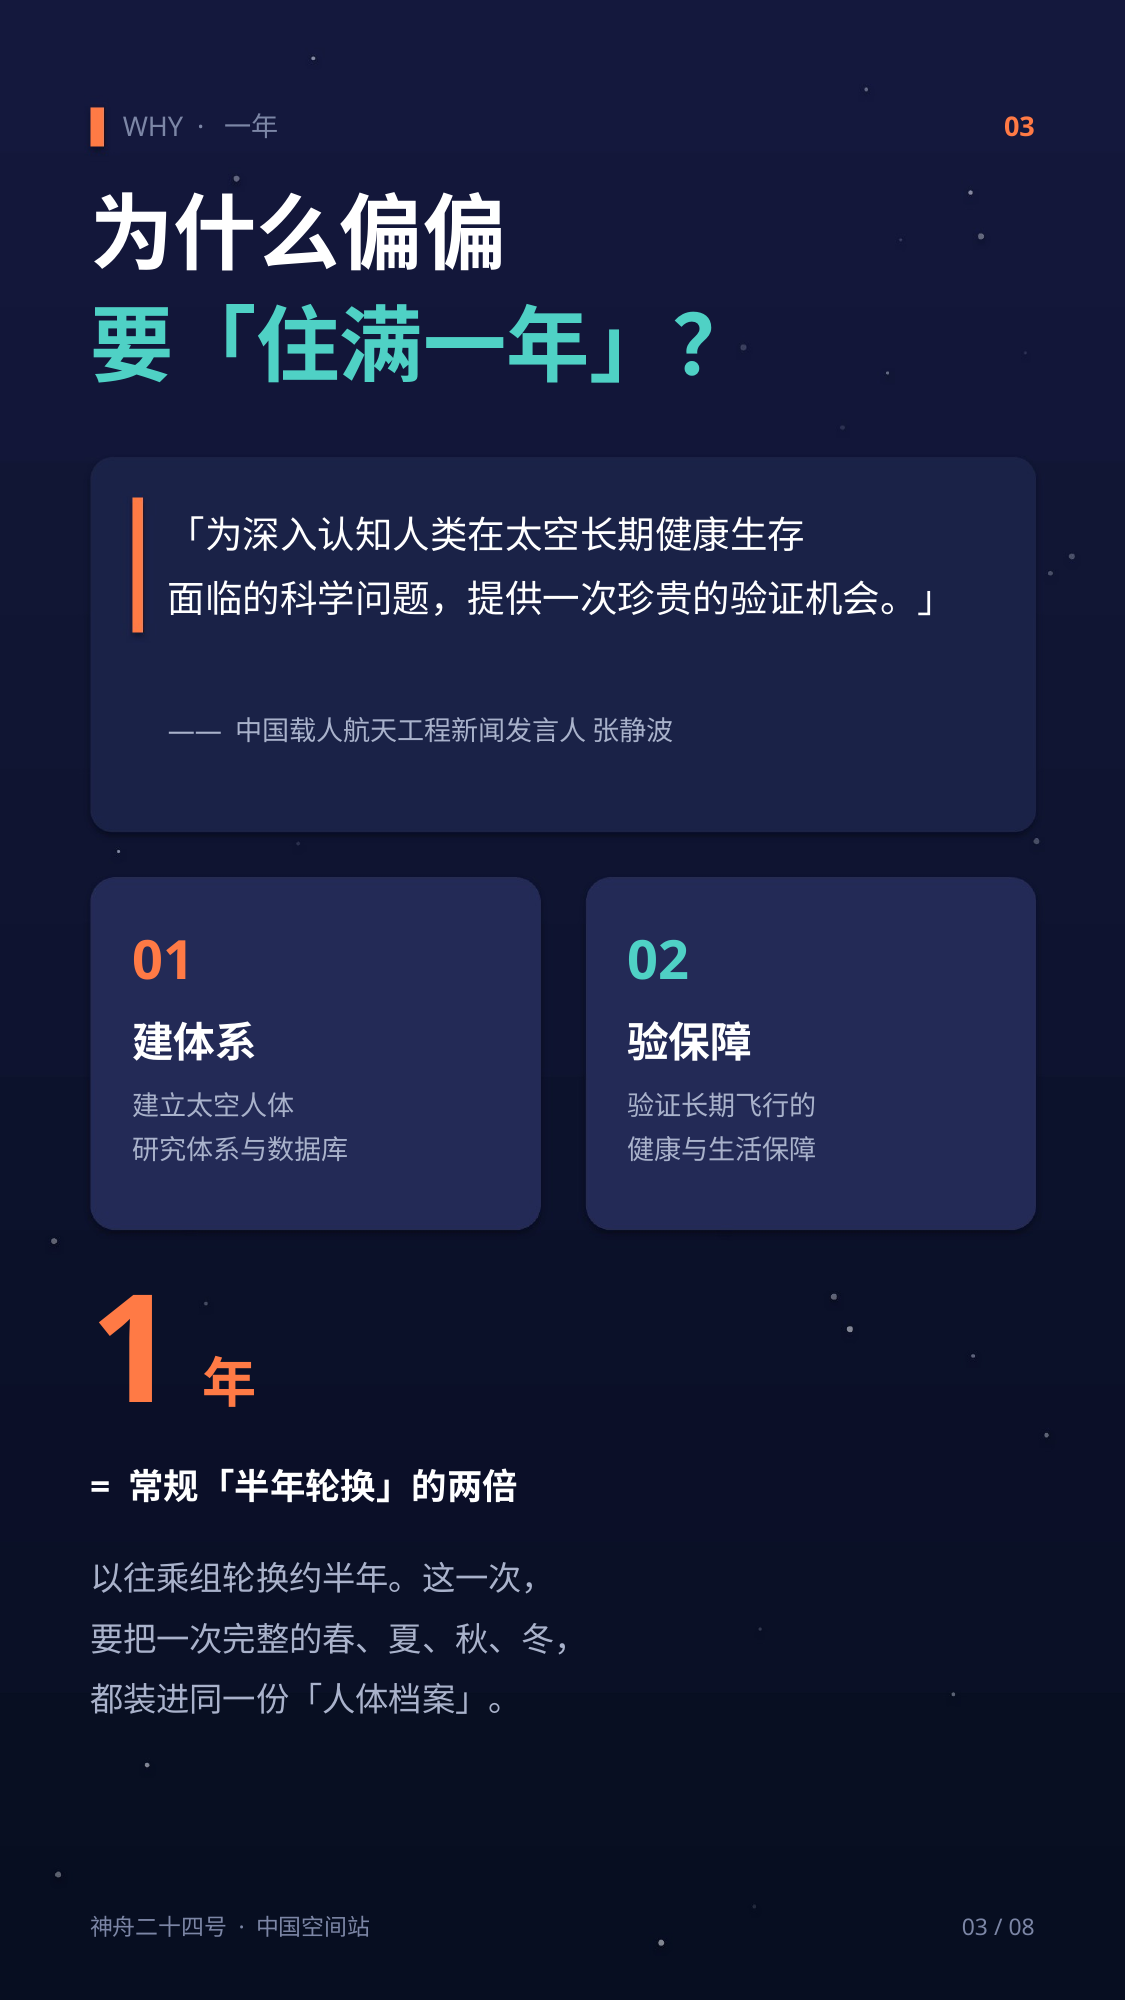 WHY · 一年
03
为什么偏偏
要「住满一年」？
「为深入认知人类在太空长期健康生存
面临的科学问题，提供一次珍贵的验证机会。」
—— 中国载人航天工程新闻发言人 张静波
01
建体系
建立太空人体
研究体系与数据库
02
验保障
验证长期飞行的
健康与生活保障
1 年
= 常规「半年轮换」的两倍
以往乘组轮换约半年。这一次，
要把一次完整的春、夏、秋、冬，
都装进同一份「人体档案」。
神舟二十四号 · 中国空间站
03 / 08